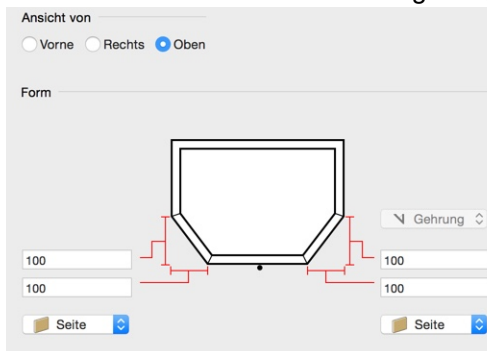 Ansicht von
Vorne Rechts Oben
Form
Gehrung
100 100
100 100
Seite Seite